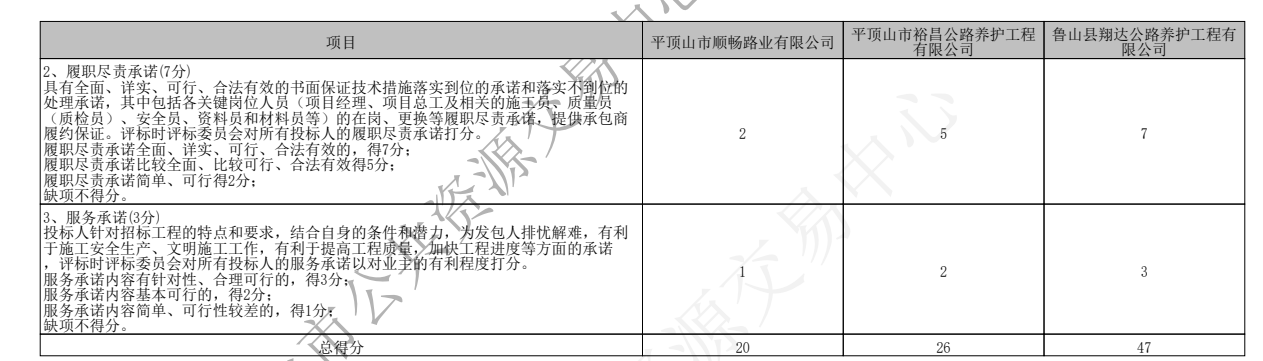 项目 平顶山市顺畅路业有限公司 平顶山市裕昌公路养护工程有限公司 鲁山县翔达公路养护工程有限公司
2、履职尽责承诺(7分)
具有全面、详实、可行、合法有效的书面保证技术措施落实到位的承诺和落实不到位的
处理承诺，其中包括各关键岗位人员（项目经理、项目总工及相关的施工员、质量员
（质检员）、安全员、资料员和材料员等）的在岗、更换等履职尽责承诺，提供承包商
履约保证。评标时评标委员会对所有投标人的履职尽责承诺打分。
履职尽责承诺全面、详实、可行、合法有效的，得7分；
履职尽责承诺比较全面、比较可行、合法有效得5分；
履职尽责承诺简单、可行得2分；
缺项不得分。
2 5 7
3、服务承诺(3分)
投标人针对招标工程的特点和要求，结合自身的条件和潜力，为发包人排忧解难，有利
于施工安全生产、文明施工工作，有利于提高工程质量，加快工程进度等方面的承诺
，评标时评标委员会对所有投标人的服务承诺以对业主的有利程度打分。
服务承诺内容有针对性、合理可行的，得3分；
服务承诺内容基本可行的，得2分；
服务承诺内容简单、可行性较差的，得1分；
缺项不得分。
1 2 3
总得分 20 26 47
市公共资源交易中心
源交易中心